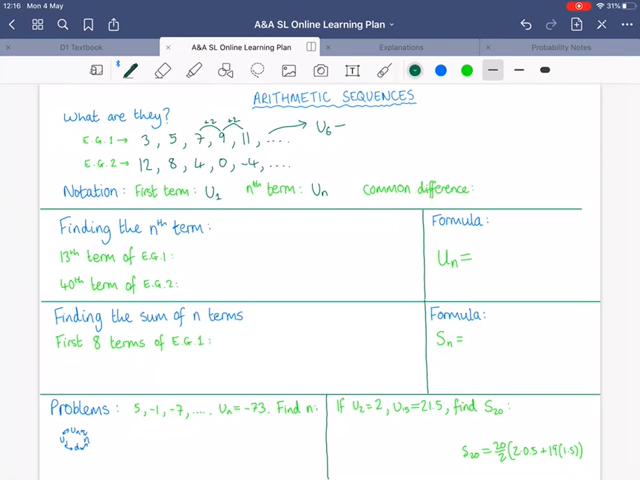 12:16 Mon 4 May
A&A SL Online Learning Plan
D1 Textbook
A&A SL Online Learning Plan
Explanations
Probability Notes
ARITHMETIC SEQUENCES
What are they?
+2 +2
E.G.1 → 3, 5, 7, 9, 11, .... → U₆ –
E.G.2 → 12, 8, 4, 0, -4, ....
Notation: First term: U₁ nᵗʰ term: Uₙ Common difference:
Finding the nᵗʰ term:
13ᵗʰ term of E.G.1:
40ᵗʰ term of E.G.2:
Formula:
Uₙ =
Finding the sum of n terms
First 8 terms of E.G.1:
Formula:
Sₙ =
Problems: 5, -1, -7, .... Uₙ = -73. Find n:
If U₂ = 2, U₁₅ = 21.5, find S₂₀:
S₂₀ = 20/2 (2·0.5 + 19(1.5))